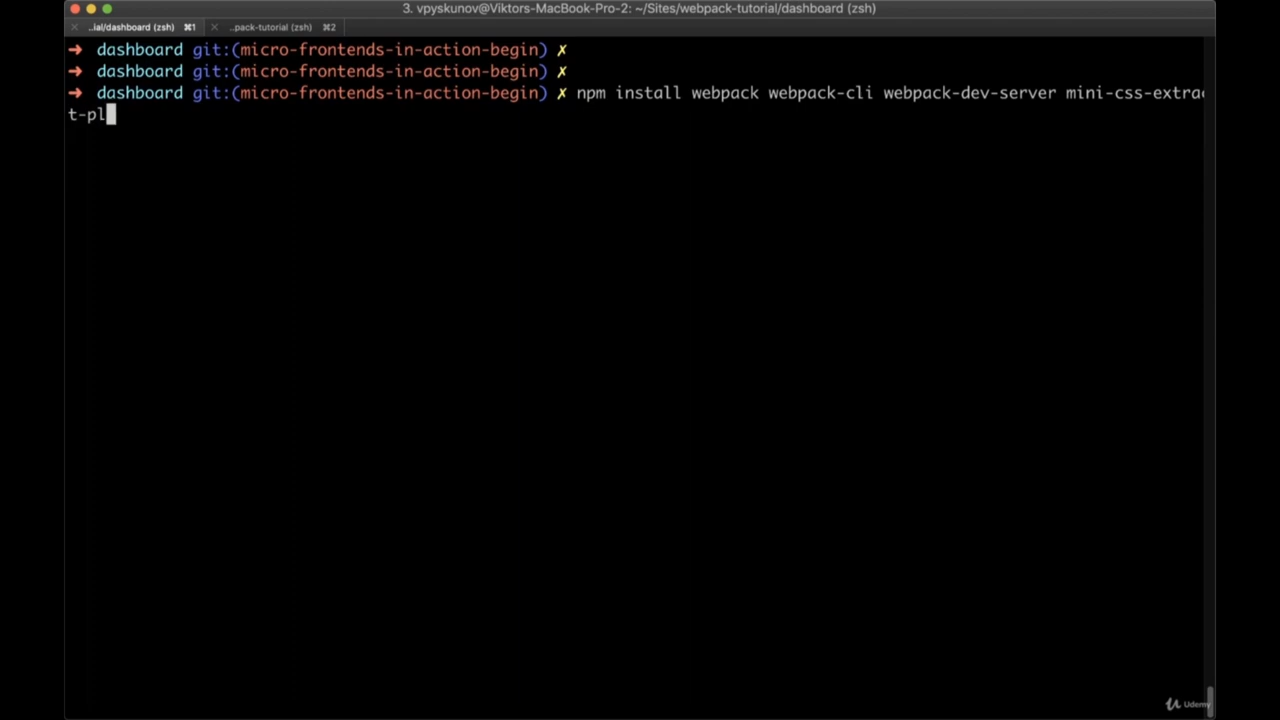 3. vpyskunov@Viktors-MacBook-Pro-2: ~/Sites/webpack-tutorial/dashboard (zsh)
..ial/dashboard (zsh) ⌘1 ..pack-tutorial (zsh) ⌘2
➜ dashboard git:(micro-frontends-in-action-begin) ✗
➜ dashboard git:(micro-frontends-in-action-begin) ✗
➜ dashboard git:(micro-frontends-in-action-begin) ✗ npm install webpack webpack-cli webpack-dev-server mini-css-extrac
t-pl
Udemy